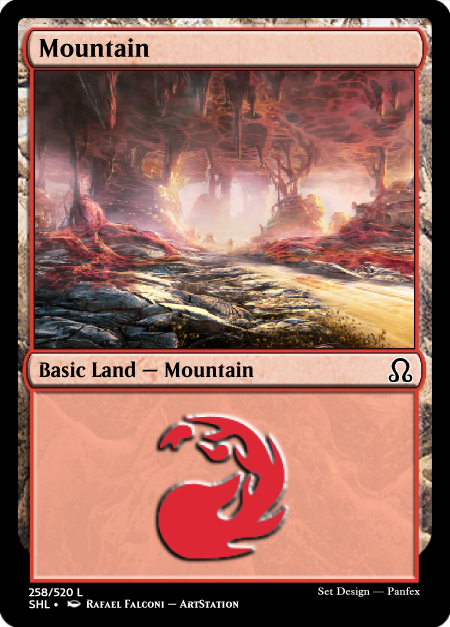 Mountain
Basic Land — Mountain
258/520 L
Set Design — Panfex
SHL • Rafael Falconi — ArtStation